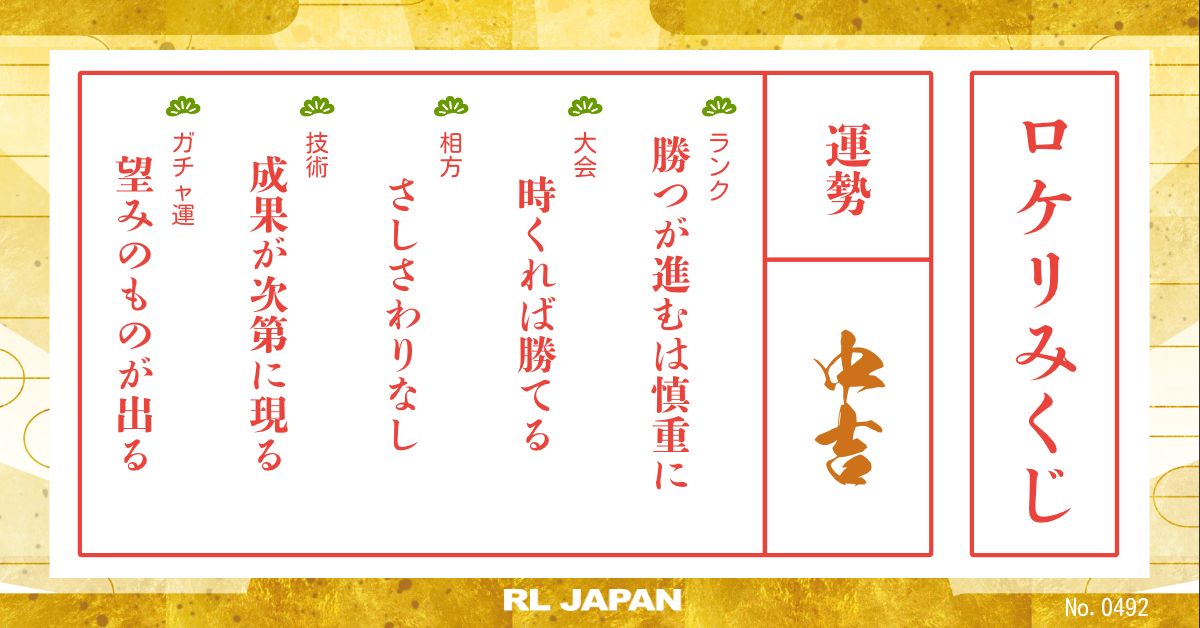 ロケリみくじ
運勢
中吉
ランク
勝つが進むは慎重に
大会
時くれば勝てる
相方
さしさわりなし
技術
成果が次第に現る
ガチャ運
望みのものが出る
RL JAPAN
No. 0492